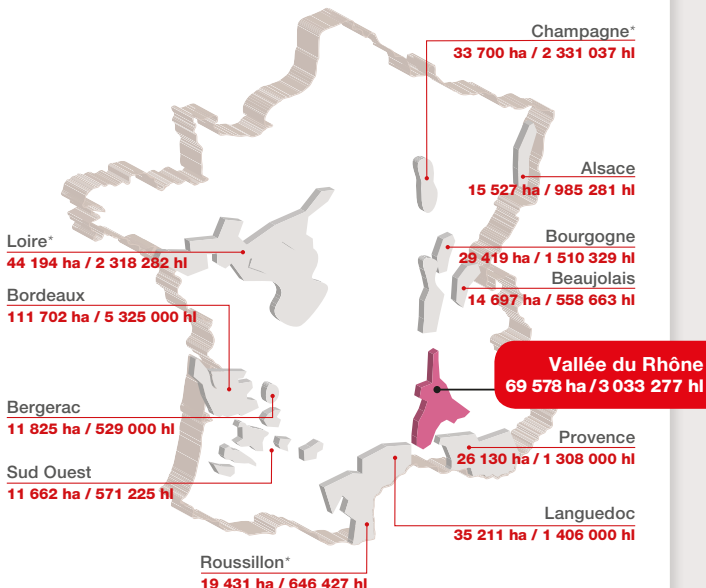 Champagne*
33 700 ha / 2 331 037 hl
Alsace
15 527 ha / 985 281 hl
Bourgogne
29 419 ha / 1 510 329 hl
Beaujolais
14 697 ha / 558 663 hl
Loire*
44 194 ha / 2 318 282 hl
Bordeaux
111 702 ha / 5 325 000 hl
Vallée du Rhône
69 578 ha / 3 033 277 hl
Bergerac
11 825 ha / 529 000 hl
Provence
26 130 ha / 1 308 000 hl
Sud Ouest
11 662 ha / 571 225 hl
Languedoc
35 211 ha / 1 406 000 hl
Roussillon*
19 431 ha / 646 427 hl